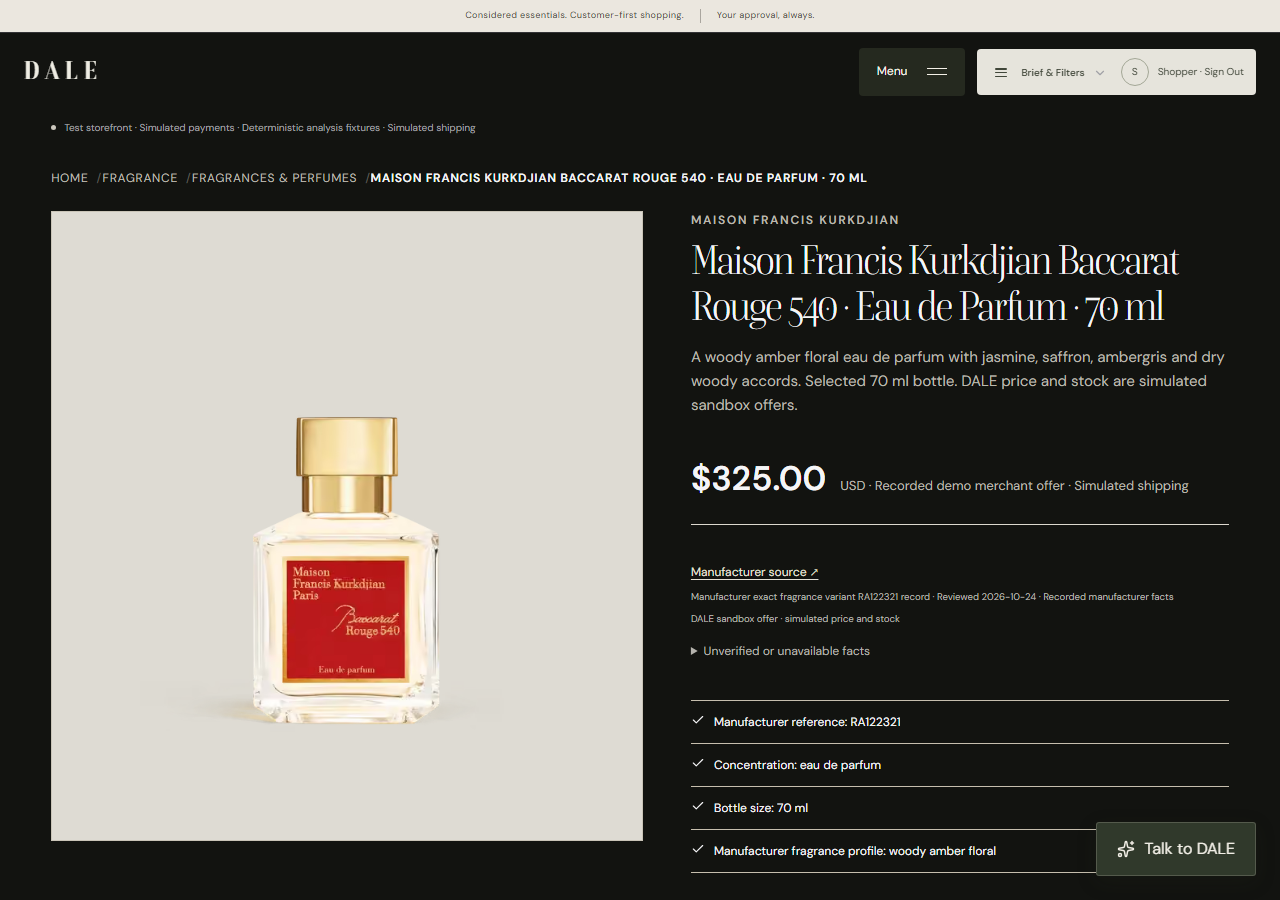 Considered essentials. Customer-first shopping. Your approval, always.
DALE
Menu
Brief & Filters
S
Shopper · Sign Out
Test storefront · Simulated payments · Deterministic analysis fixtures · Simulated shipping
HOME / FRAGRANCE / FRAGRANCES & PERFUMES / MAISON FRANCIS KURKDJIAN BACCARAT ROUGE 540 · EAU DE PARFUM · 70 ML
Maison
Francis Kurkdjian
Paris
Baccarat
Rouge 540
Eau de parfum
MAISON FRANCIS KURKDJIAN
Maison Francis Kurkdjian Baccarat
Rouge 540 · Eau de Parfum · 70 ml
A woody amber floral eau de parfum with jasmine, saffron, ambergris and dry
woody accords. Selected 70 ml bottle. DALE price and stock are simulated
sandbox offers.
$325.00 USD · Recorded demo merchant offer · Simulated shipping
Manufacturer source ↗
Manufacturer exact fragrance variant RA122321 record · Reviewed 2026-10-24 · Recorded manufacturer facts
DALE sandbox offer · simulated price and stock
Unverified or unavailable facts
Manufacturer reference: RA122321
Concentration: eau de parfum
Bottle size: 70 ml
Manufacturer fragrance profile: woody amber floral
Talk to DALE